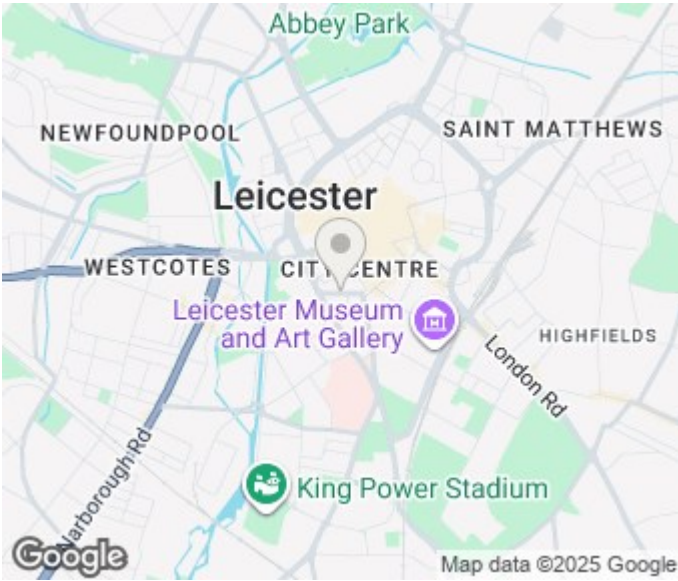 Abbey Park
NEWFOUNDPOOL
SAINT MATTHEWS
Leicester
WESTCOTES
CITY CENTRE
Leicester Museum
and Art Gallery
HIGHFIELDS
London Rd
Narborough Rd
King Power Stadium
Google
Map data ©2025 Google